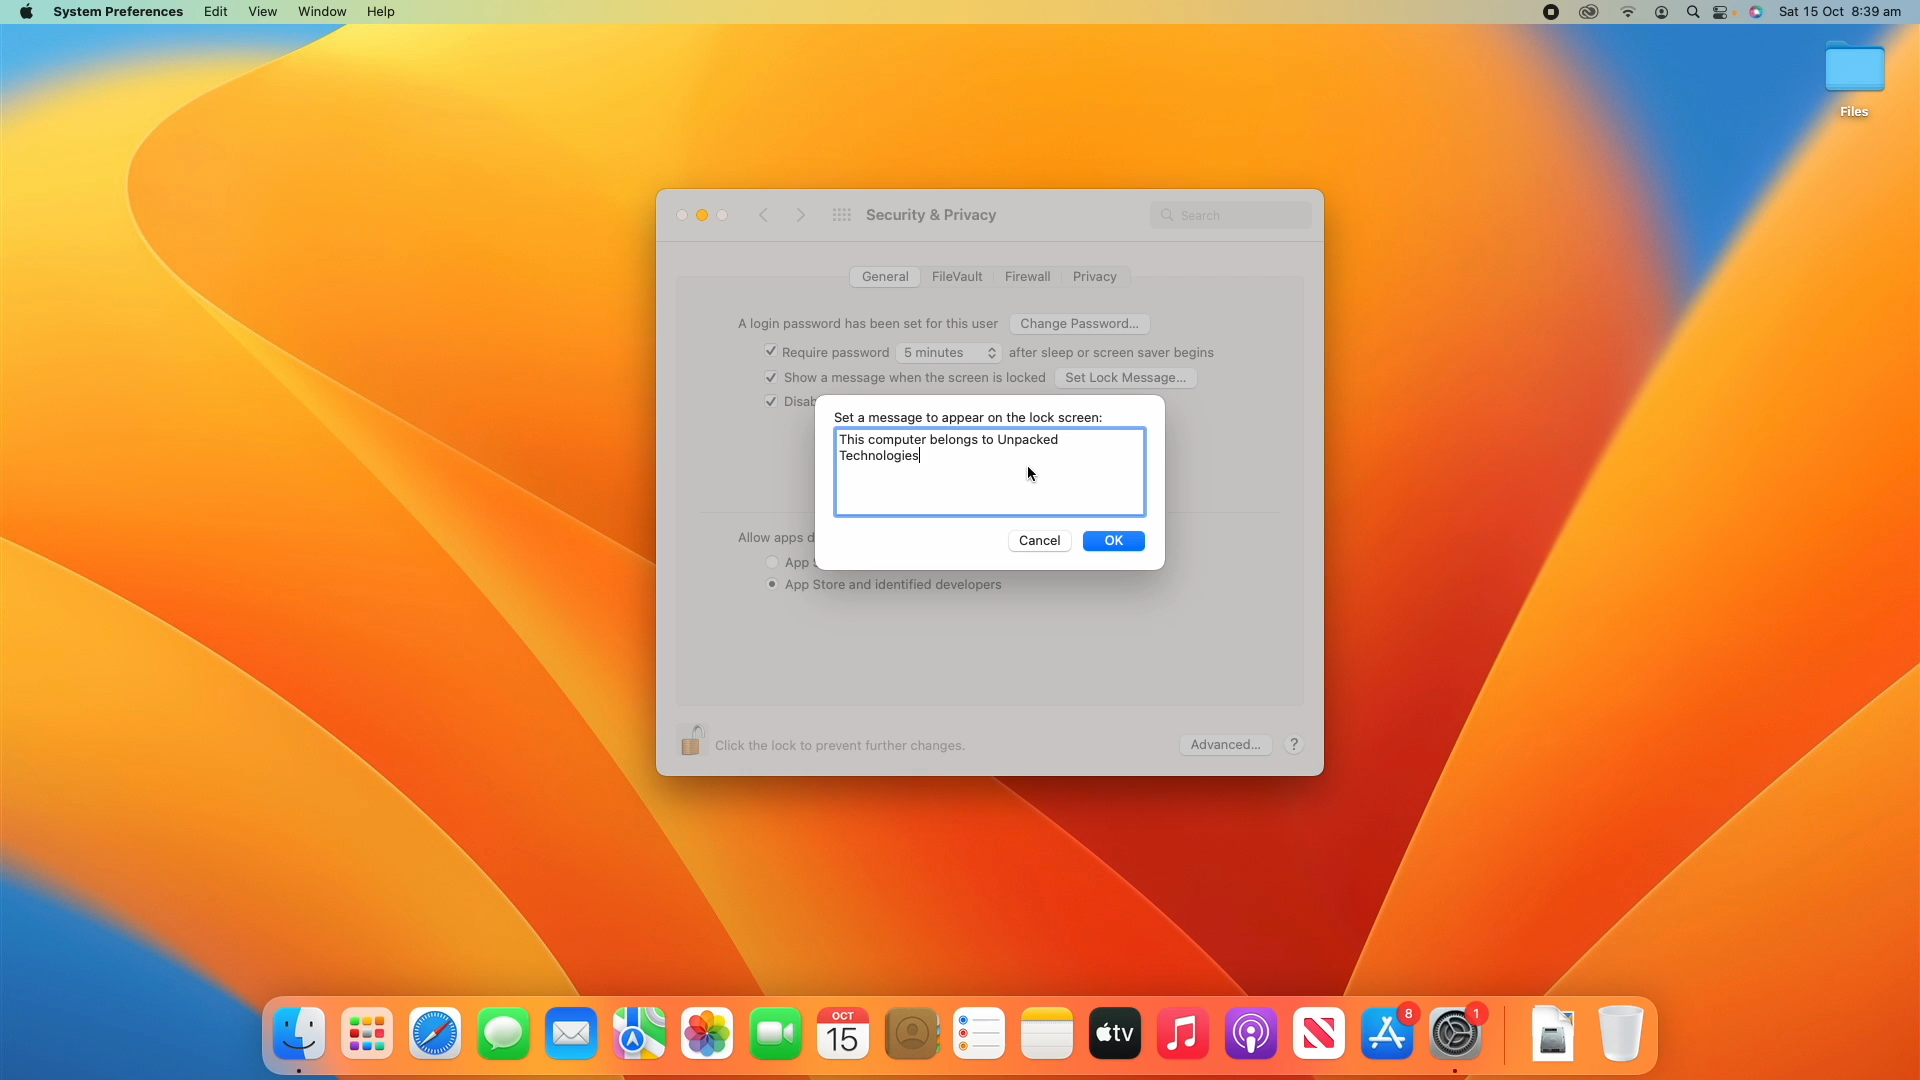 System Preferences Edit View Window Help Sat 15 Oct 8:39 am
Files
Security & Privacy Search
General FileVault Firewall Privacy
A login password has been set for this user Change Password...
Require password 5 minutes after sleep or screen saver begins
Show a message when the screen is locked Set Lock Message...
Disab
Set a message to appear on the lock screen:
This computer belongs to Unpacked
Technologies
Cancel OK
Allow apps d
App S
App Store and identified developers
Click the lock to prevent further changes. Advanced... ?
OCT
15
tv
8
1